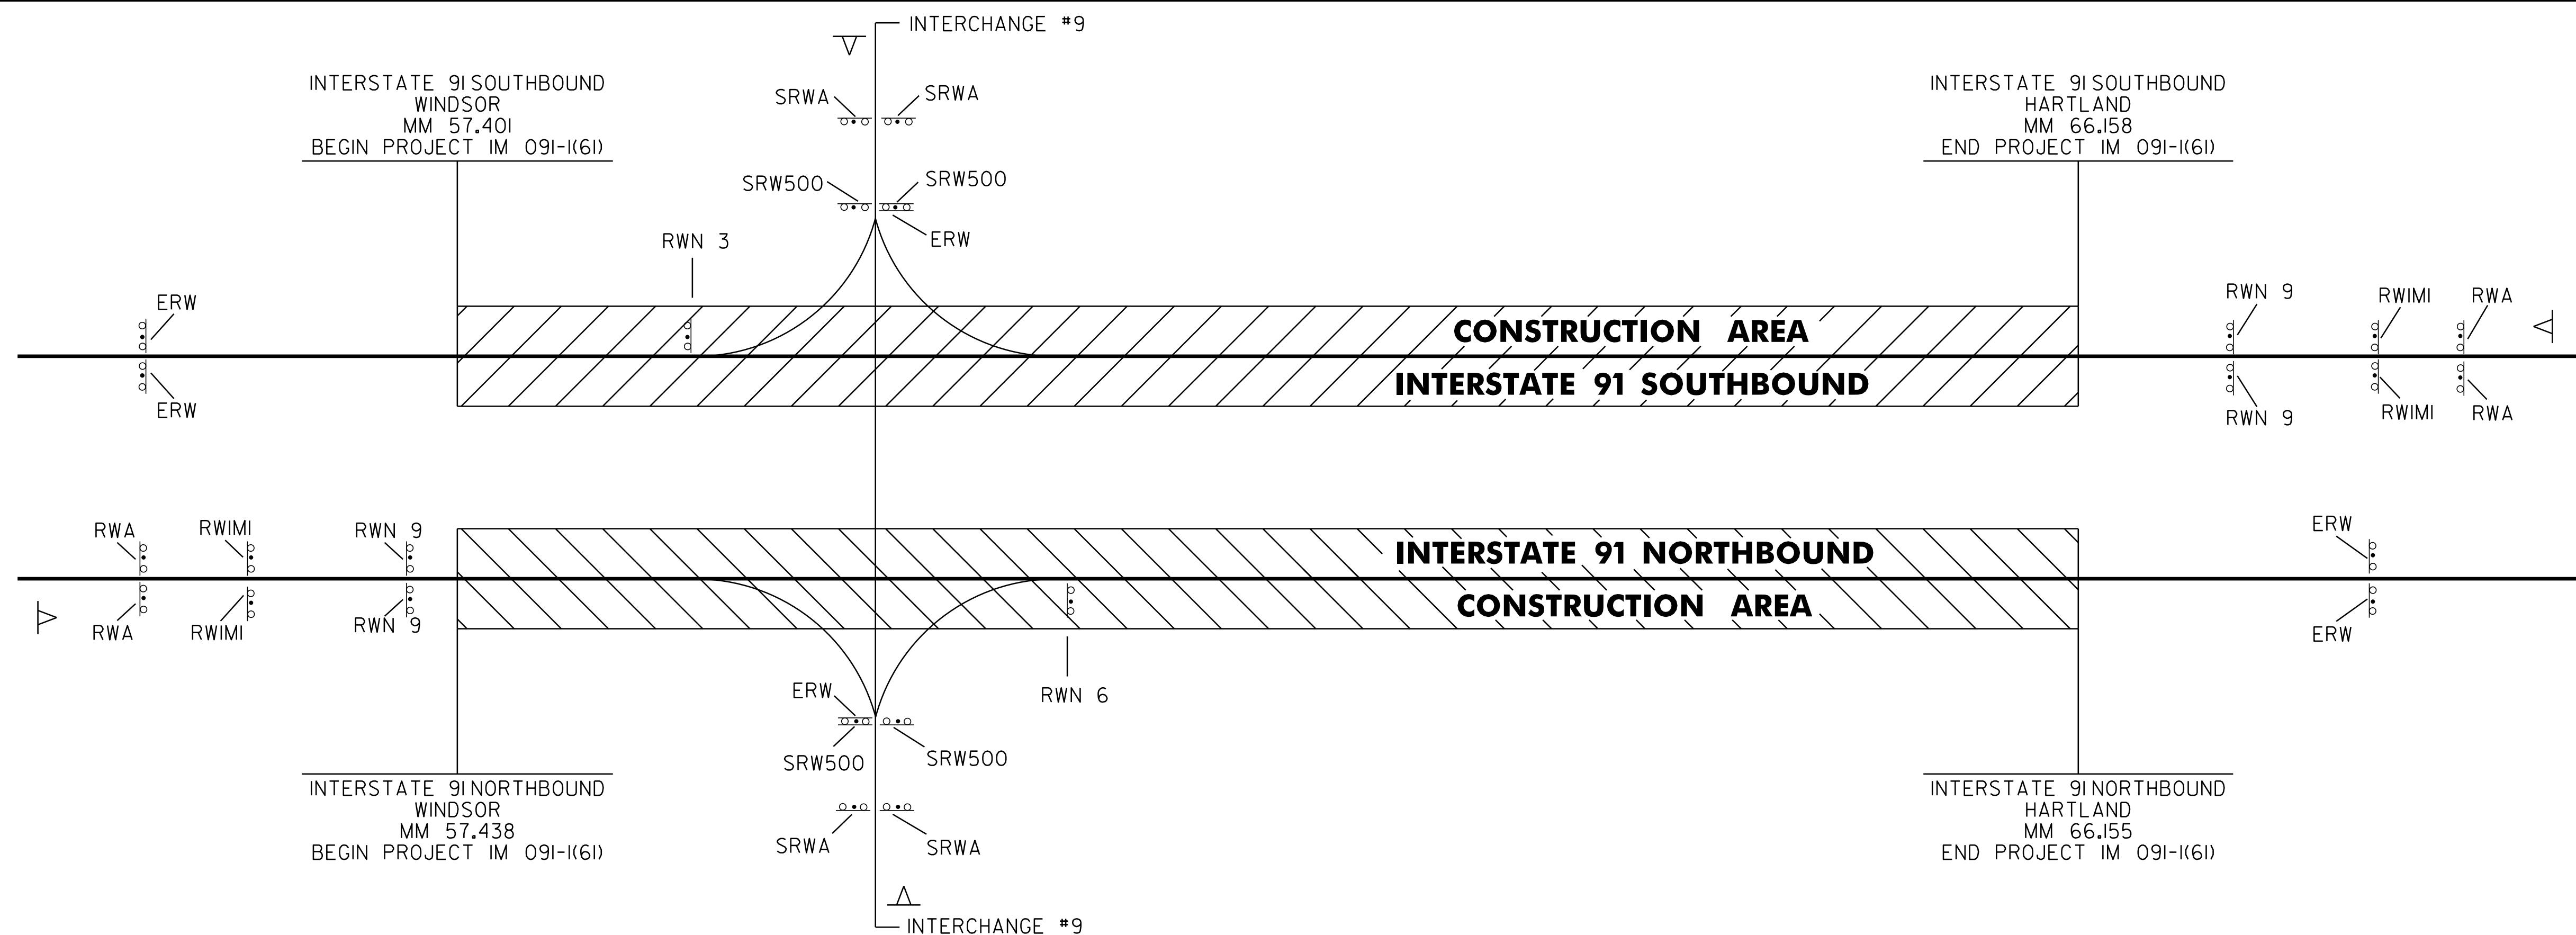 INTERCHANGE #9
INTERSTATE 91 SOUTHBOUND
WINDSOR
MM 57.401
BEGIN PROJECT IM 091-1(61)
INTERSTATE 91 SOUTHBOUND
HARTLAND
MM 66.158
END PROJECT IM 091-1(61)
SRWA
SRWA
SRW500
SRW500
ERW
RWN 3
ERW
ERW
CONSTRUCTION AREA
INTERSTATE 91 SOUTHBOUND
RWN 9
RW1MI
RWA
RWN 9
RW1MI
RWA
RWA
RW1MI
RWN 9
RWA
RW1MI
RWN 9
INTERSTATE 91 NORTHBOUND
CONSTRUCTION AREA
ERW
ERW
ERW
RWN 6
SRW500
SRW500
INTERSTATE 91 NORTHBOUND
WINDSOR
MM 57.438
BEGIN PROJECT IM 091-1(61)
INTERSTATE 91 NORTHBOUND
HARTLAND
MM 66.155
END PROJECT IM 091-1(61)
SRWA
SRWA
INTERCHANGE #9